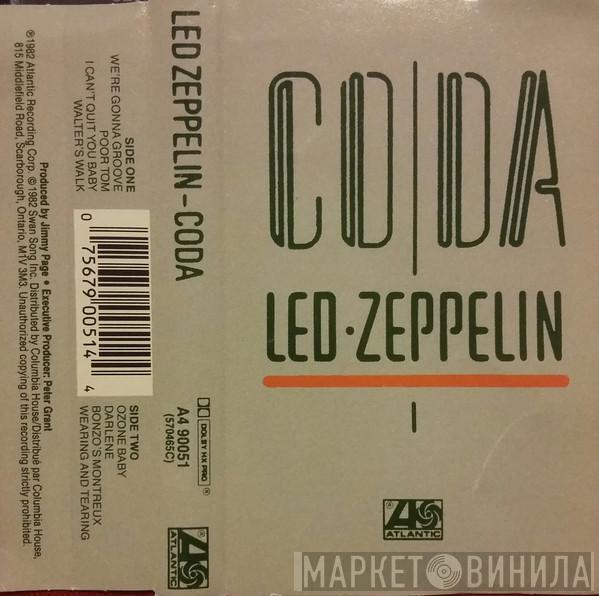 CODA
LED·ZEPPELIN
ATLANTIC
®
LED ZEPPELIN – CODA
DOLBY HX PRO
®
A4 90051
(570465C)
ATLANTIC
®
SIDE ONE
WE'RE GONNA GROOVE
POOR TOM
I CAN'T QUIT YOU BABY
WALTER'S WALK
0 75679 00514 4
SIDE TWO
OZONE BABY
DARLENE
BONZO'S MONTREUX
WEARING AND TEARING
Produced by Jimmy Page • Executive Producer: Peter Grant
℗1982 Atlantic Recording Corp. ©1982 Swan Song Inc. Distributed by Columbia House/Distribué par Columbia House,
815 Middlefield Road, Scarborough, Ontario, M1V 3M3. Unauthorized copying of this recording strictly prohibited.
МАРКЕТ ВИНИЛА